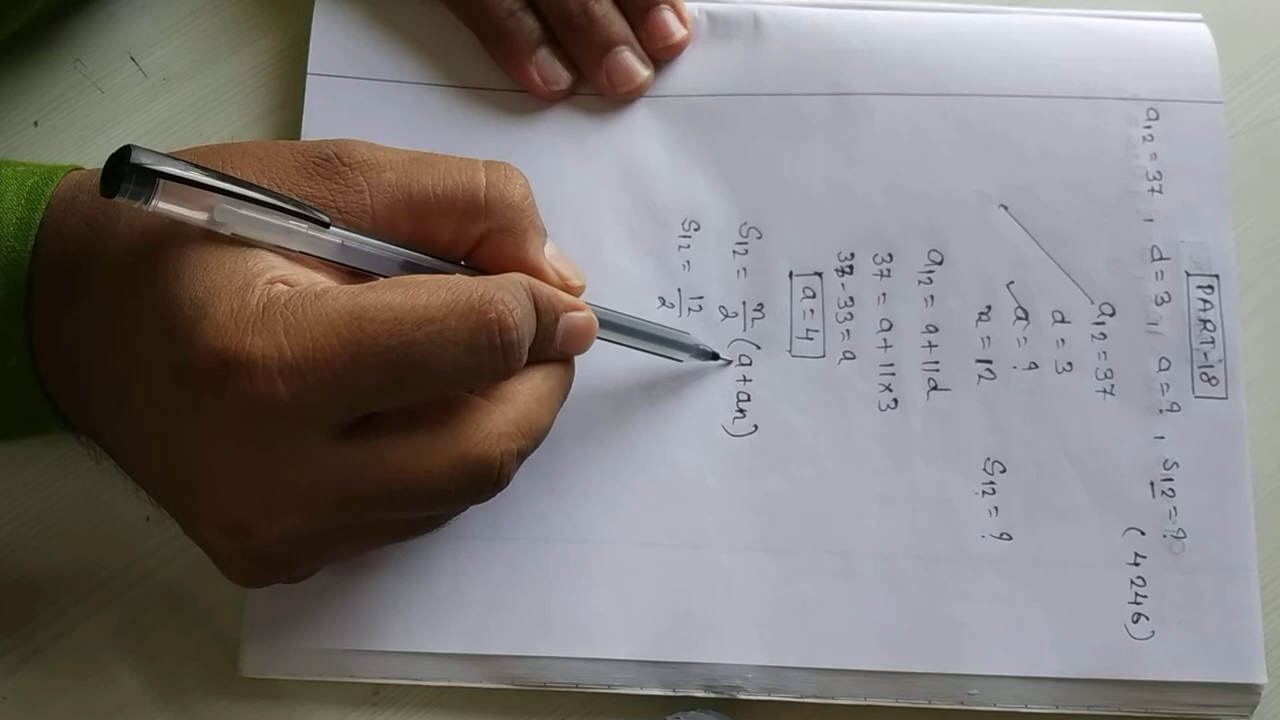 PART-18
a12 = 37, d = 3, a = ?, S12 = ?
(4246)
a12 = 37
d = 3
a = ?
n = 12 S12 = ?
a12 = a + 11d
37 = a + 11 × 3
37 - 33 = a
a = 4
S12 = n/2 (a + an)
S12 = 12/2